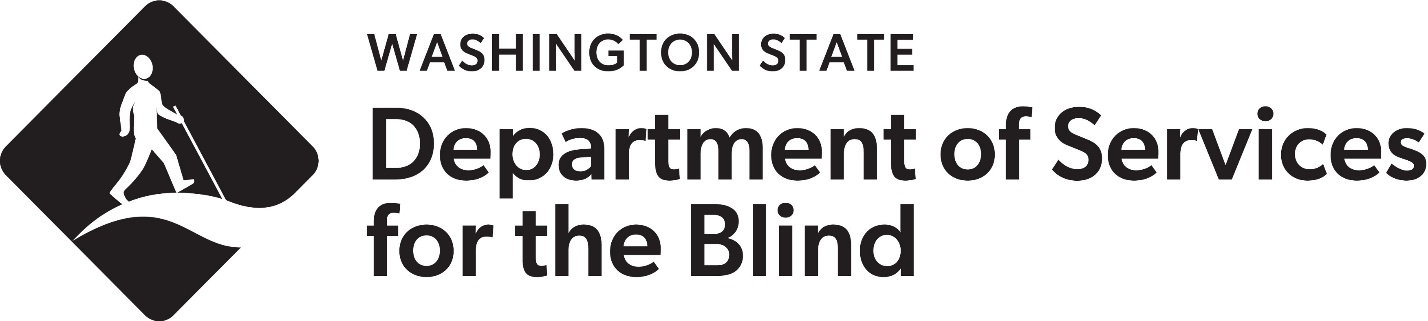 WASHINGTON STATE
Department of Services
for the Blind